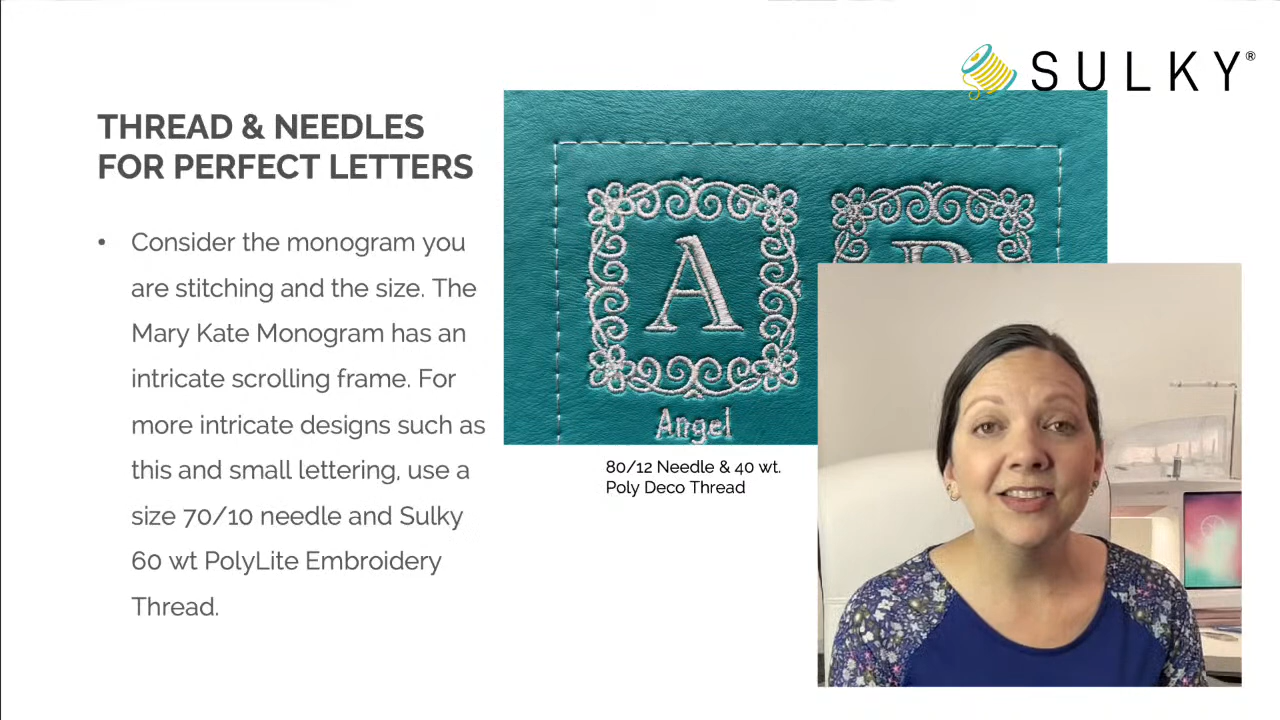 SULKY®
THREAD & NEEDLES
FOR PERFECT LETTERS
• Consider the monogram you
are stitching and the size. The
Mary Kate Monogram has an
intricate scrolling frame. For
more intricate designs such as
this and small lettering, use a
size 70/10 needle and Sulky
60 wt PolyLite Embroidery
Thread.
A
Angel
80/12 Needle & 40 wt.
Poly Deco Thread